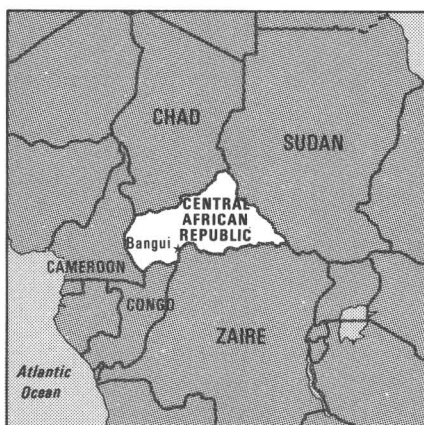 CHAD
SUDAN
CENTRAL
AFRICAN
REPUBLIC
Bangui
CAMEROON
CONGO
ZAIRE
Atlantic
Ocean